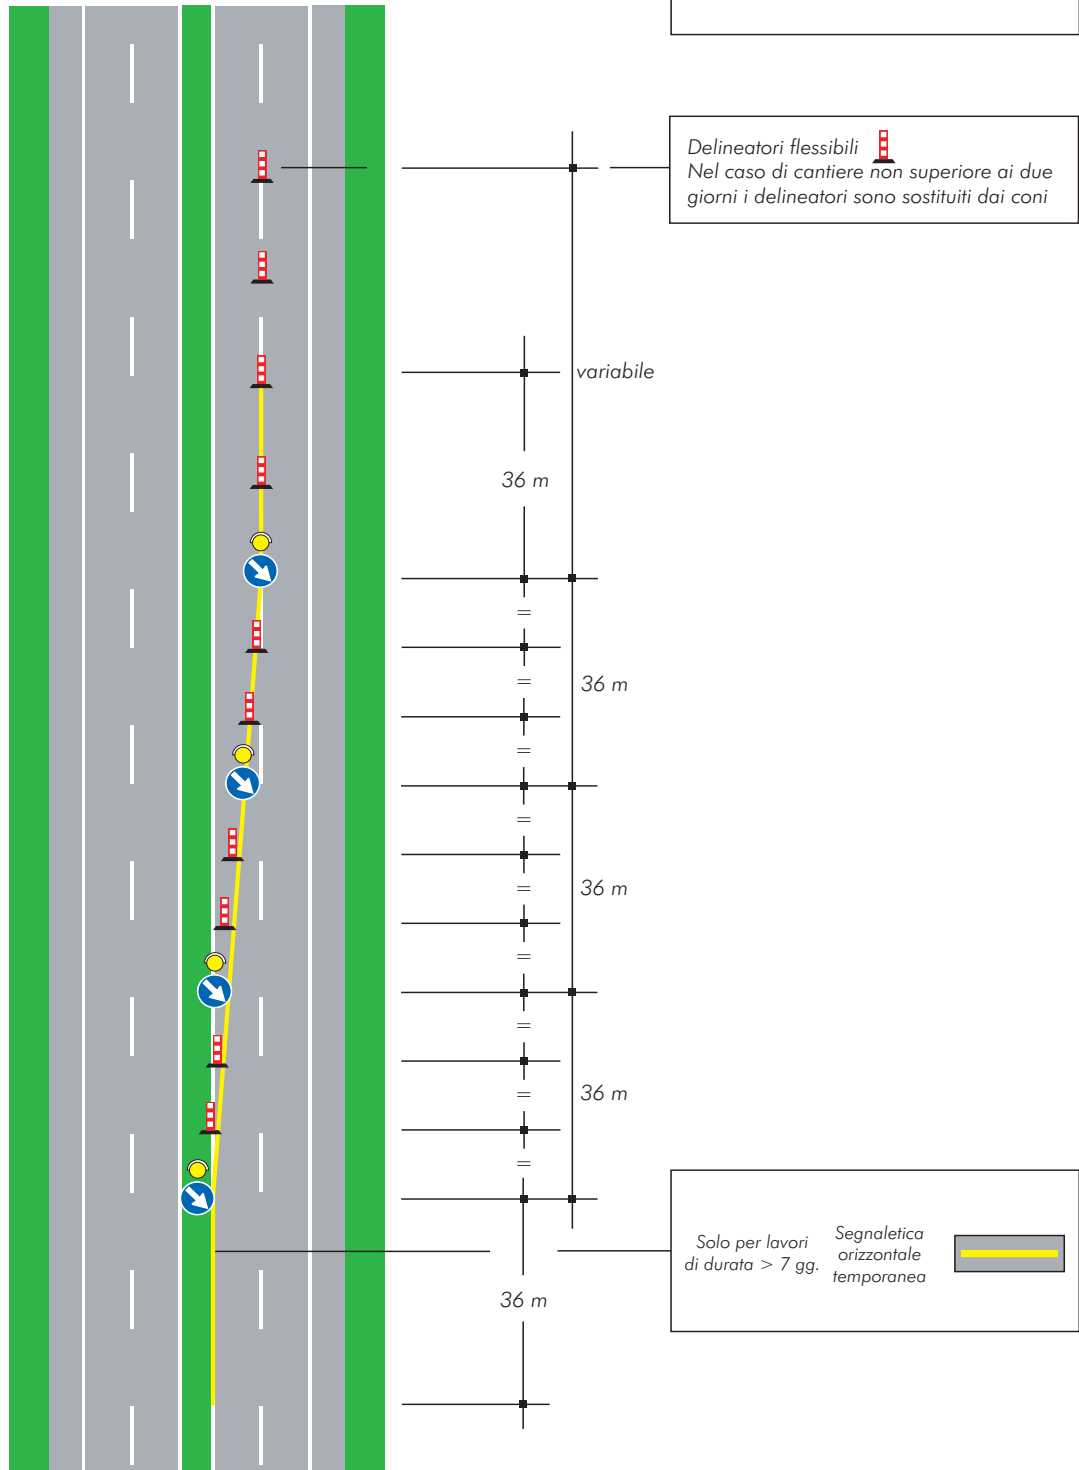 Delineatori flessibili
Nel caso di cantiere non superiore ai due
giorni i delineatori sono sostituiti dai coni
variabile
36 m
=
=
36 m
=
=
=
36 m
=
=
=
36 m
=
=
Solo per lavori
di durata > 7 gg.
Segnaletica
orizzontale
temporanea
36 m